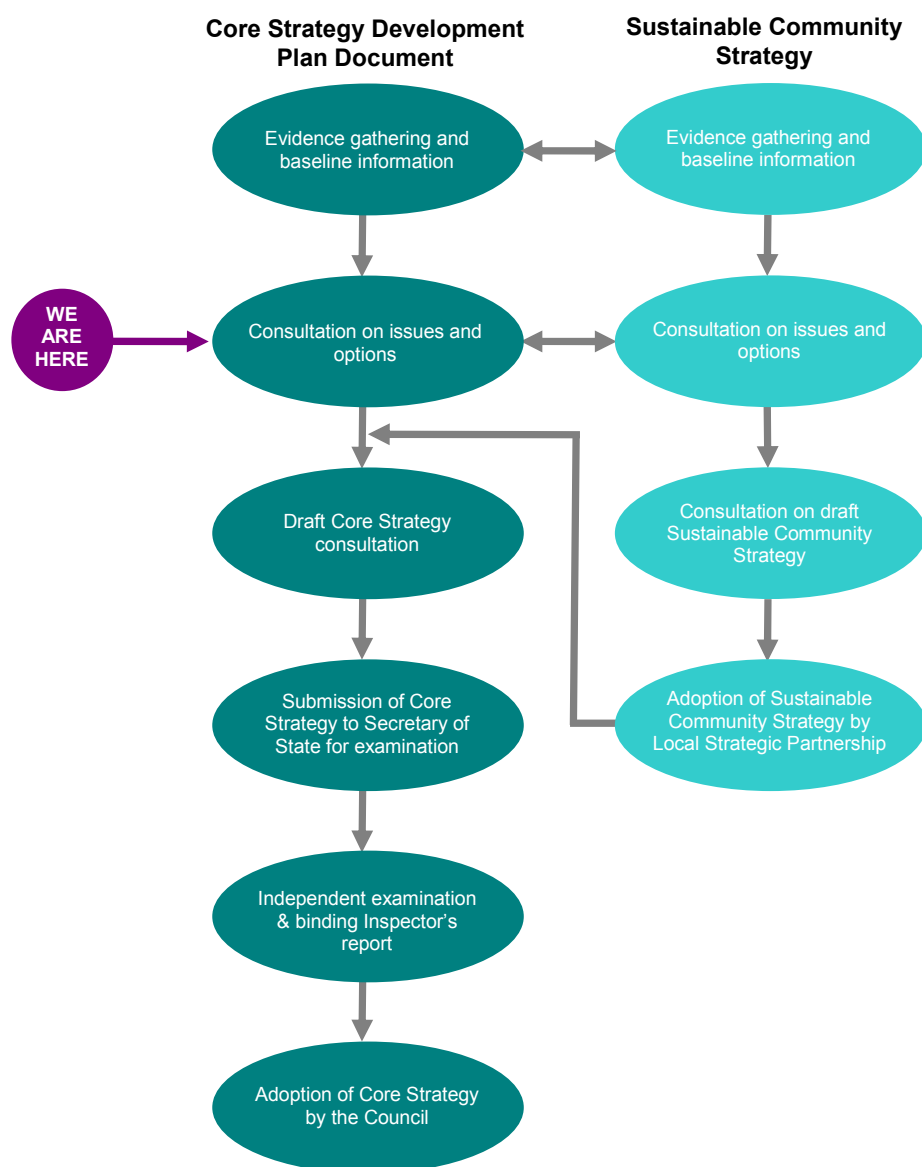 Core Strategy Development
Plan Document
Sustainable Community
Strategy
Evidence gathering and
baseline information
Evidence gathering and
baseline information
WE
ARE
HERE
Consultation on issues and
options
Consultation on issues and
options
Draft Core Strategy
consultation
Consultation on draft
Sustainable Community
Strategy
Submission of Core
Strategy to Secretary of
State for examination
Adoption of Sustainable
Community Strategy by
Local Strategic Partnership
Independent examination
& binding Inspector’s
report
Adoption of Core Strategy
by the Council